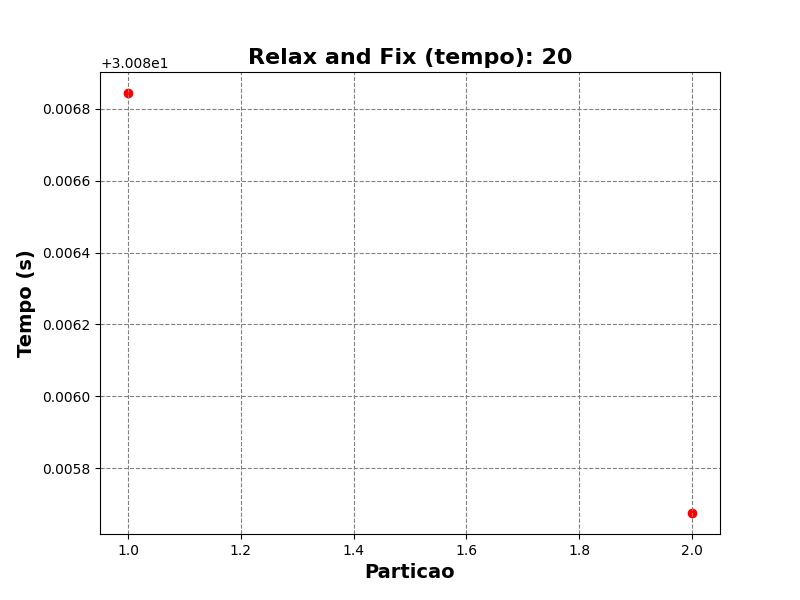 Relax and Fix (tempo): 20
+3.008e1
0.0068
0.0066
0.0064
0.0062
0.0060
0.0058
Tempo (s)
1.0 1.2 1.4 1.6 1.8 2.0
Particao